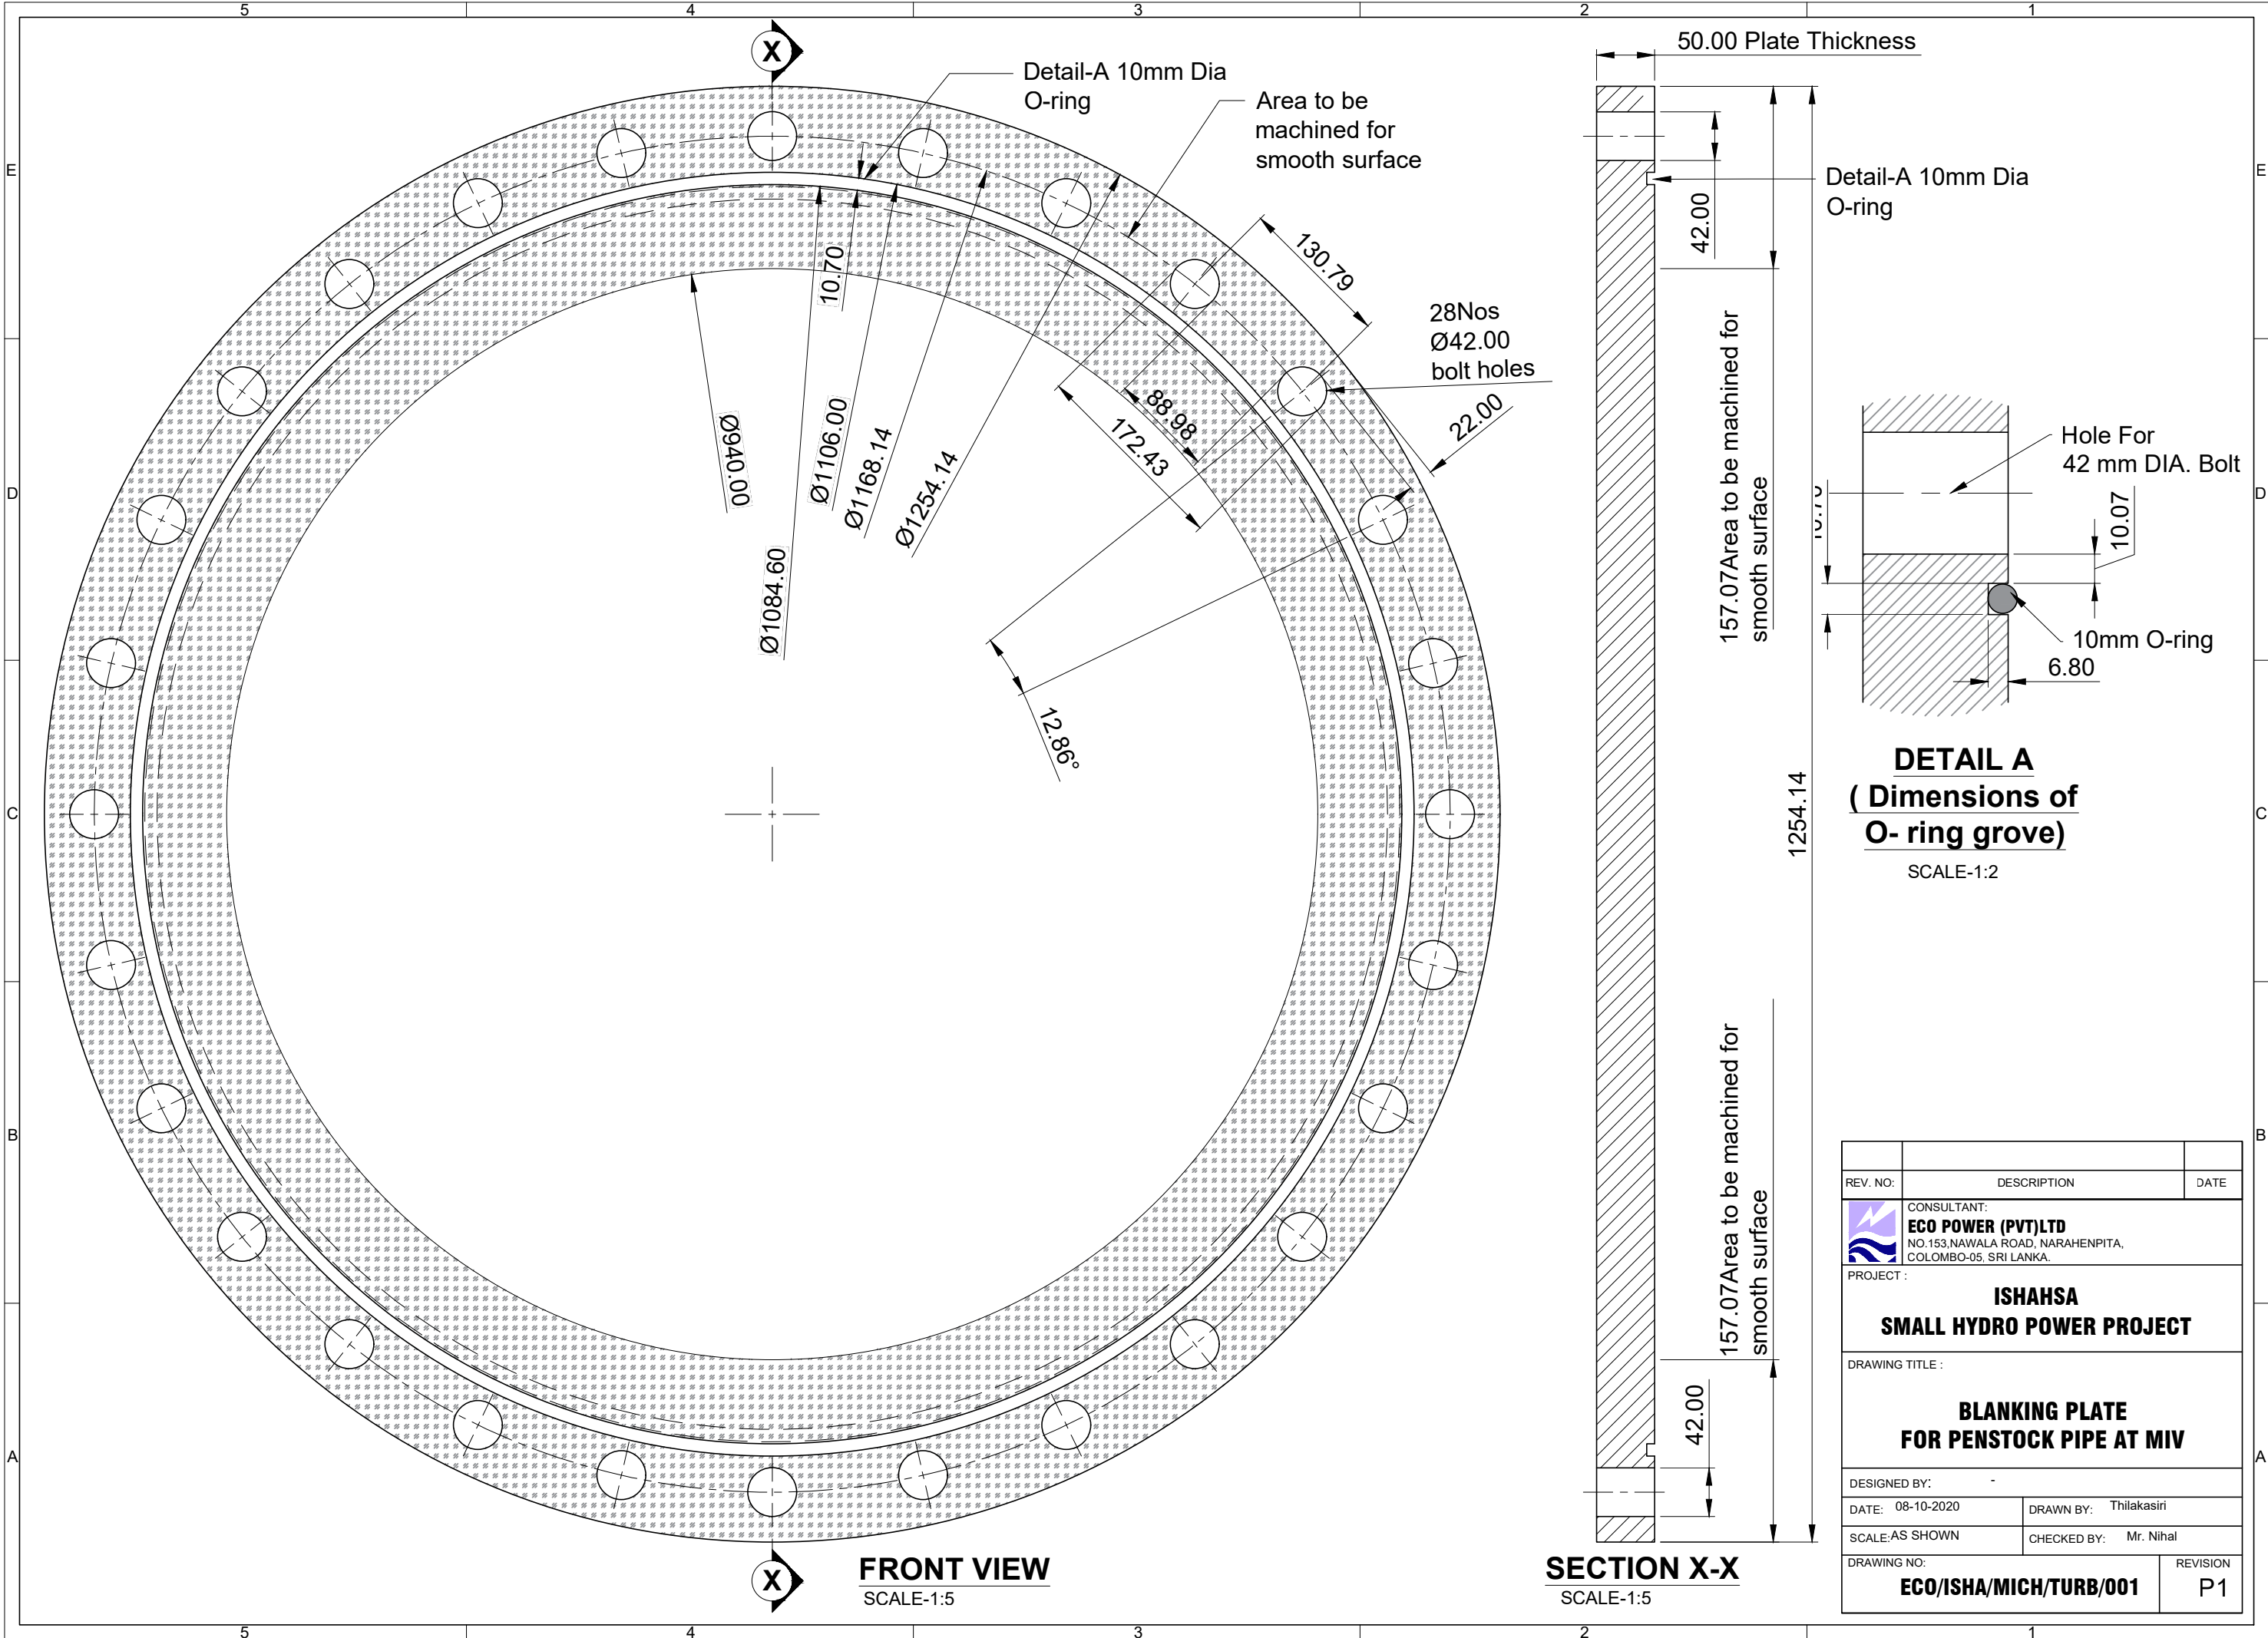 5
4
3
2
1
E
D
C
B
A
E
D
C
B
A
5
4
3
2
1
X
Detail-A 10mm Dia
O-ring
Area to be
machined for
smooth surface
130.79
28Nos
Ø42.00
bolt holes
22.00
88.98
172.43
10.70
Ø940.00
Ø1106.00
Ø1168.14
Ø1254.14
Ø1084.60
12.86°
X
FRONT VIEW
SCALE-1:5
50.00 Plate Thickness
42.00
Detail-A 10mm Dia
O-ring
157.07Area to be machined for
smooth surface
1254.14
157.07Area to be machined for
smooth surface
42.00
SECTION X-X
SCALE-1:5
Hole For
42 mm DIA. Bolt
10.07
10mm O-ring
6.80
DETAIL A
( Dimensions of
O- ring grove)
SCALE-1:2
REV. NO: DESCRIPTION DATE
CONSULTANT:
ECO POWER (PVT)LTD
NO.153,NAWALA ROAD, NARAHENPITA,
COLOMBO-05, SRI LANKA.
PROJECT :
ISHAHSA
SMALL HYDRO POWER PROJECT
DRAWING TITLE :
BLANKING PLATE
FOR PENSTOCK PIPE AT MIV
DESIGNED BY: -
DATE: 08-10-2020 DRAWN BY: Thilakasiri
SCALE:AS SHOWN CHECKED BY: Mr. Nihal
DRAWING NO: REVISION
ECO/ISHA/MICH/TURB/001 P1